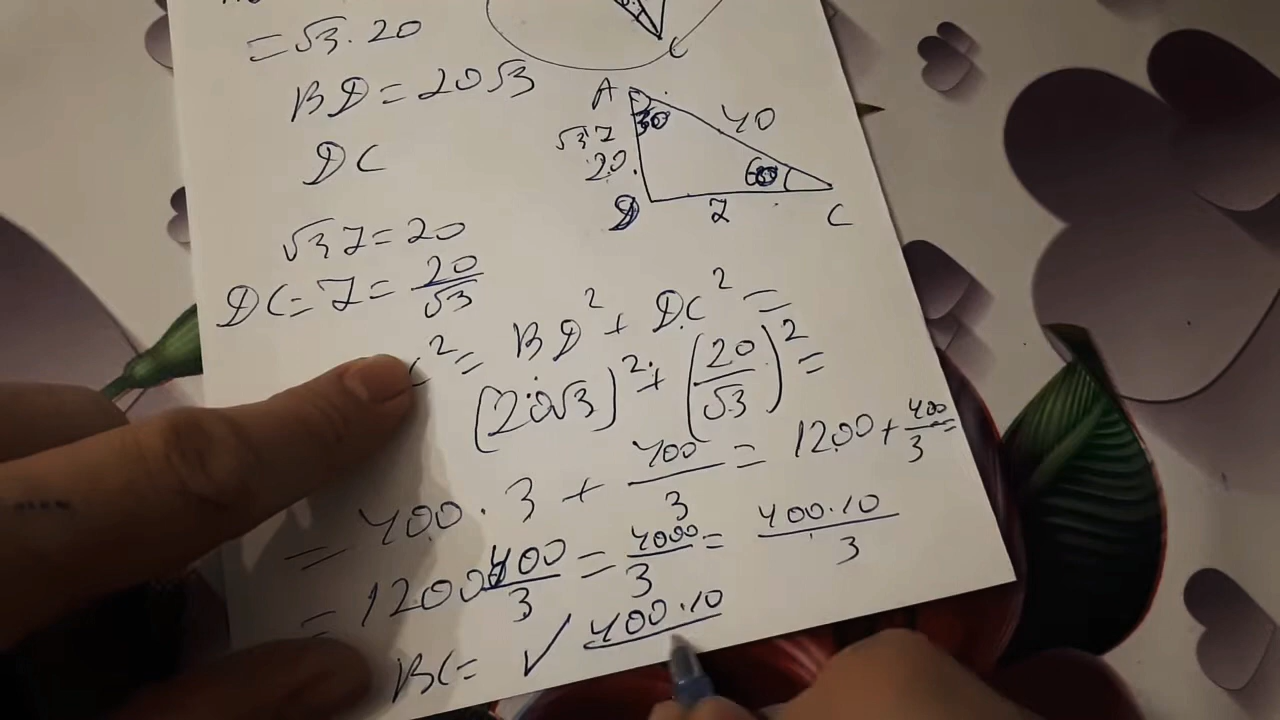 = √3 · 20
BD = 20√3
DC
√3 Z = 20
DC = Z = 20/√3
C
A
30
40
√3 Z
20
60
D
Z
C
C² = BD² + DC² =
(20√3)² + (20/√3)² =
= 400 · 3 + 400/3 = 1200 + 400/3 =
= 1200 400/3 = 4000/3 = 400·10/3
BC = √ 400·10